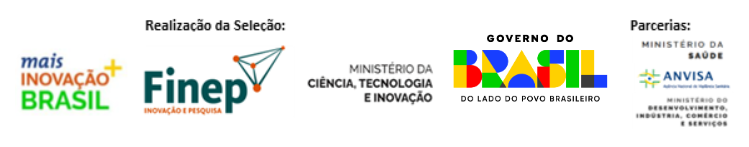 Realização da Seleção:
Parcerias:
mais
INOVAÇÃO+
BRASIL
Finep
INOVAÇÃO E PESQUISA
MINISTÉRIO DA
CIÊNCIA, TECNOLOGIA
E INOVAÇÃO
GOVERNO DO
BRASIL
DO LADO DO POVO BRASILEIRO
MINISTÉRIO DA
SAÚDE
ANVISA
Agência Nacional de Vigilância Sanitária
MINISTÉRIO DO
DESENVOLVIMENTO,
INDÚSTRIA, COMÉRCIO
E SERVIÇOS